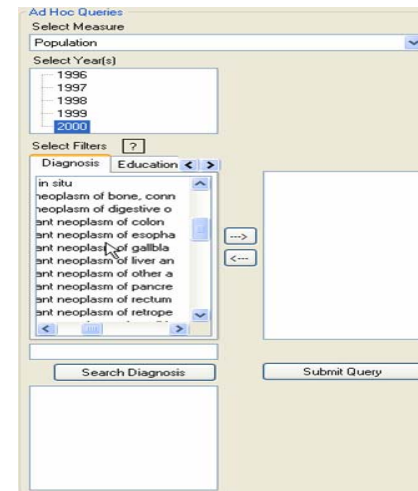 Ad Hoc Queries
Select Measure
Population
Select Year(s)
1996
1997
1998
1999
2000
Select Filters ?
Diagnosis Education < >
in situ
neoplasm of bone, conn
neoplasm of digestive o
ant neoplasm of colon
ant neoplasm of esopha
ant neoplasm of gallbla
ant neoplasm of liver an
ant neoplasm of other a
ant neoplasm of pancre
ant neoplasm of rectum
ant neoplasm of retrope
--->
<---
Search Diagnosis
Submit Query